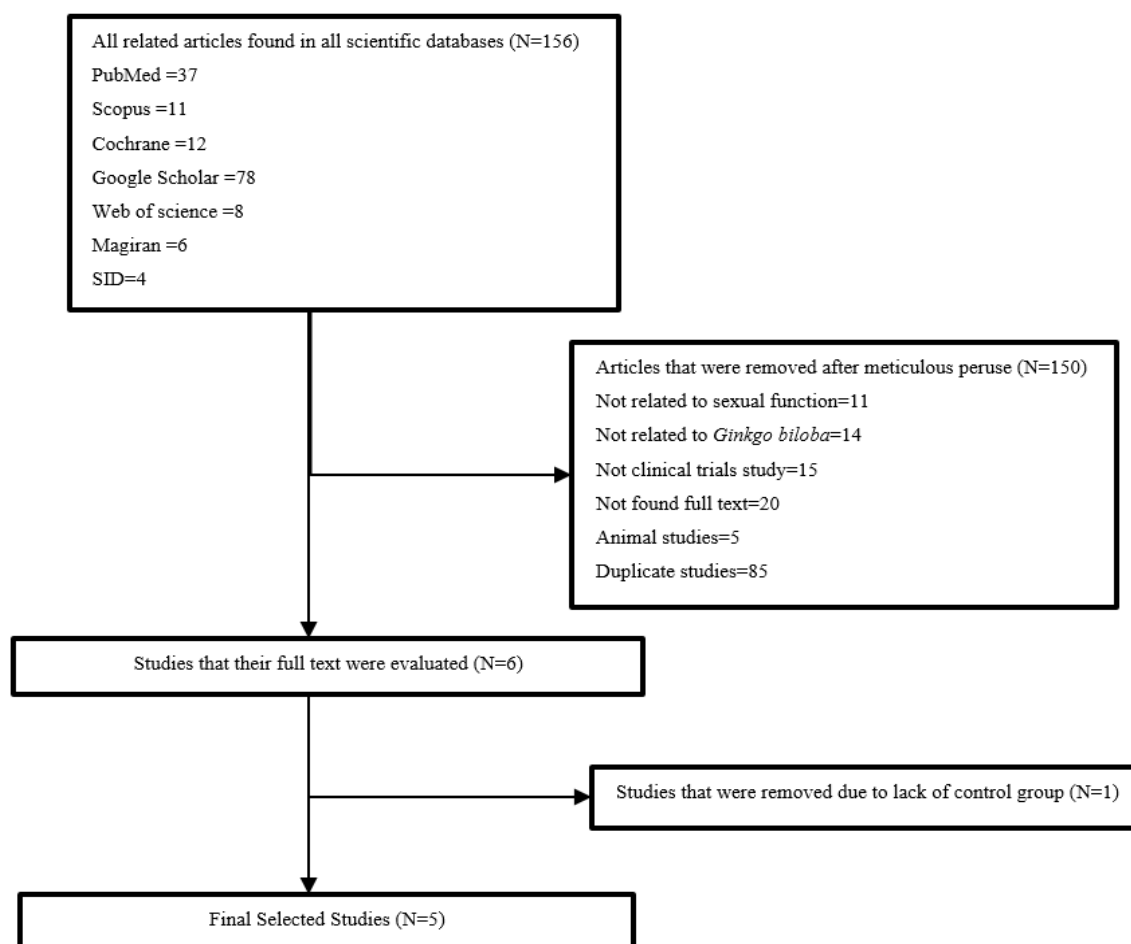 All related articles found in all scientific databases (N=156)
PubMed =37
Scopus =11
Cochrane =12
Google Scholar =78
Web of science =8
Magiran =6
SID=4
Articles that were removed after meticulous peruse (N=150)
Not related to sexual function=11
Not related to Ginkgo biloba=14
Not clinical trials study=15
Not found full text=20
Animal studies=5
Duplicate studies=85
Studies that their full text were evaluated (N=6)
Studies that were removed due to lack of control group (N=1)
Final Selected Studies (N=5)